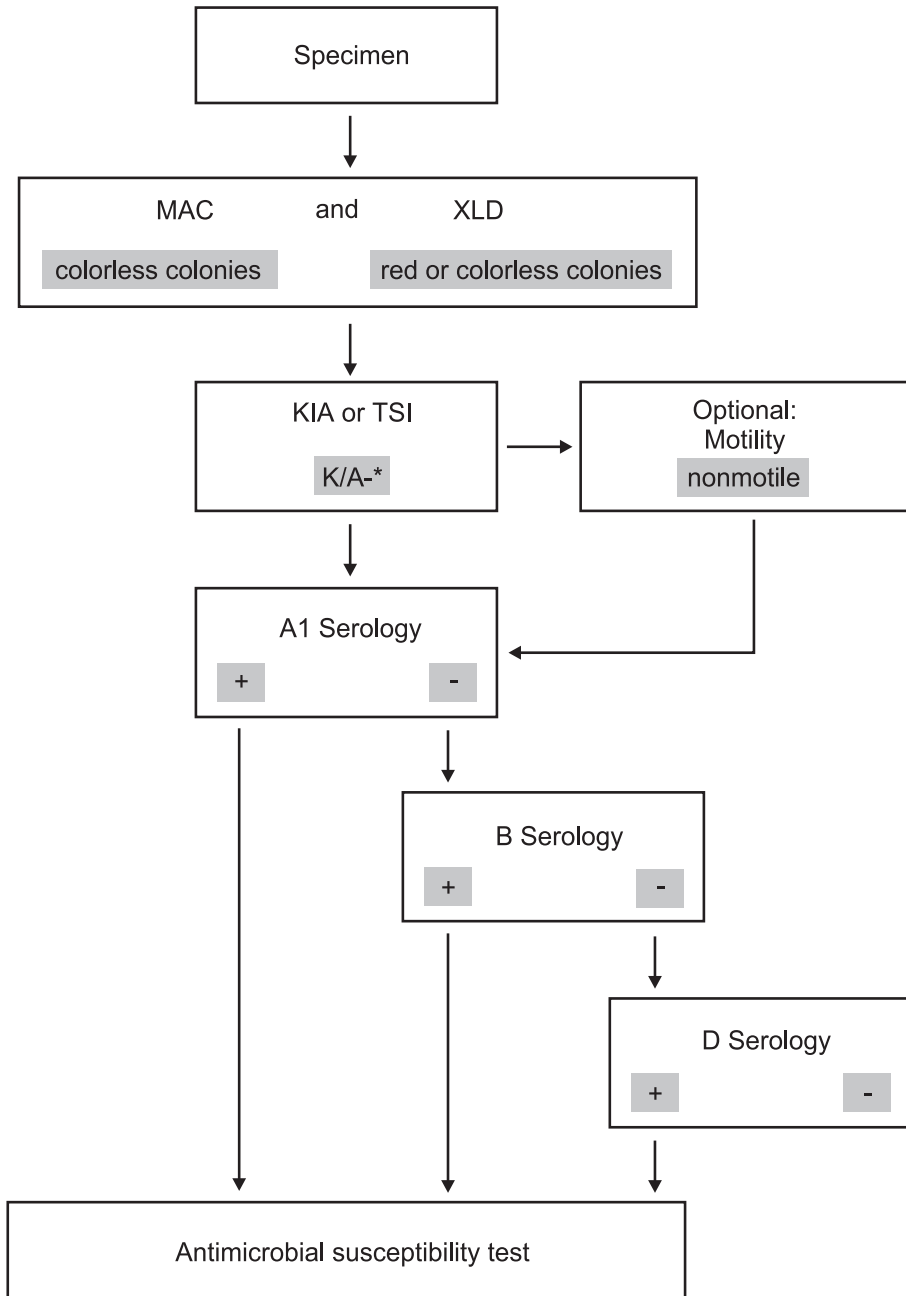 Specimen
MAC and XLD
colorless colonies red or colorless colonies
KIA or TSI
K/A-*
Optional:
Motility
nonmotile
A1 Serology
+ -
B Serology
+ -
D Serology
+ -
Antimicrobial susceptibility test